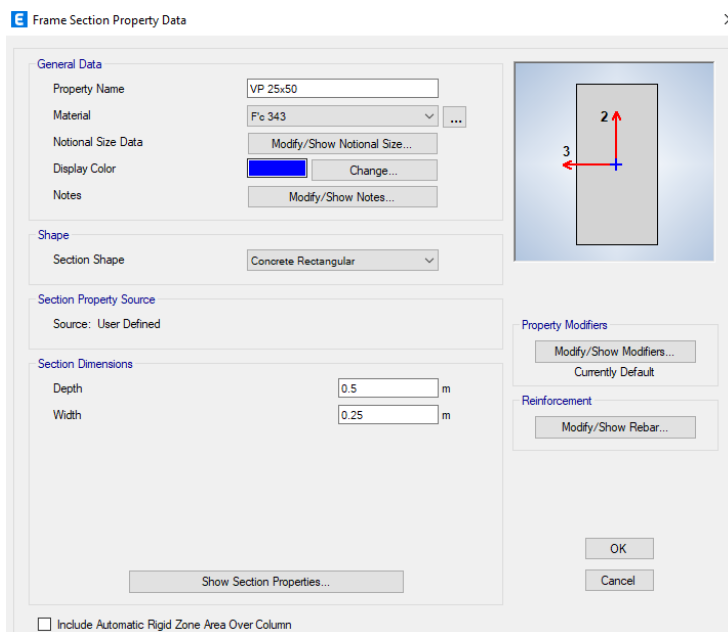 E Frame Section Property Data
General Data
Property Name VP 25x50
Material F'c 343 ...
Notional Size Data Modify/Show Notional Size...
Display Color Change...
Notes Modify/Show Notes...
Shape
Section Shape Concrete Rectangular
Section Property Source
Source: User Defined
Section Dimensions
Depth 0.5 m
Width 0.25 m
Show Section Properties...
Include Automatic Rigid Zone Area Over Column
2
3
Property Modifiers
Modify/Show Modifiers...
Currently Default
Reinforcement
Modify/Show Rebar...
OK
Cancel